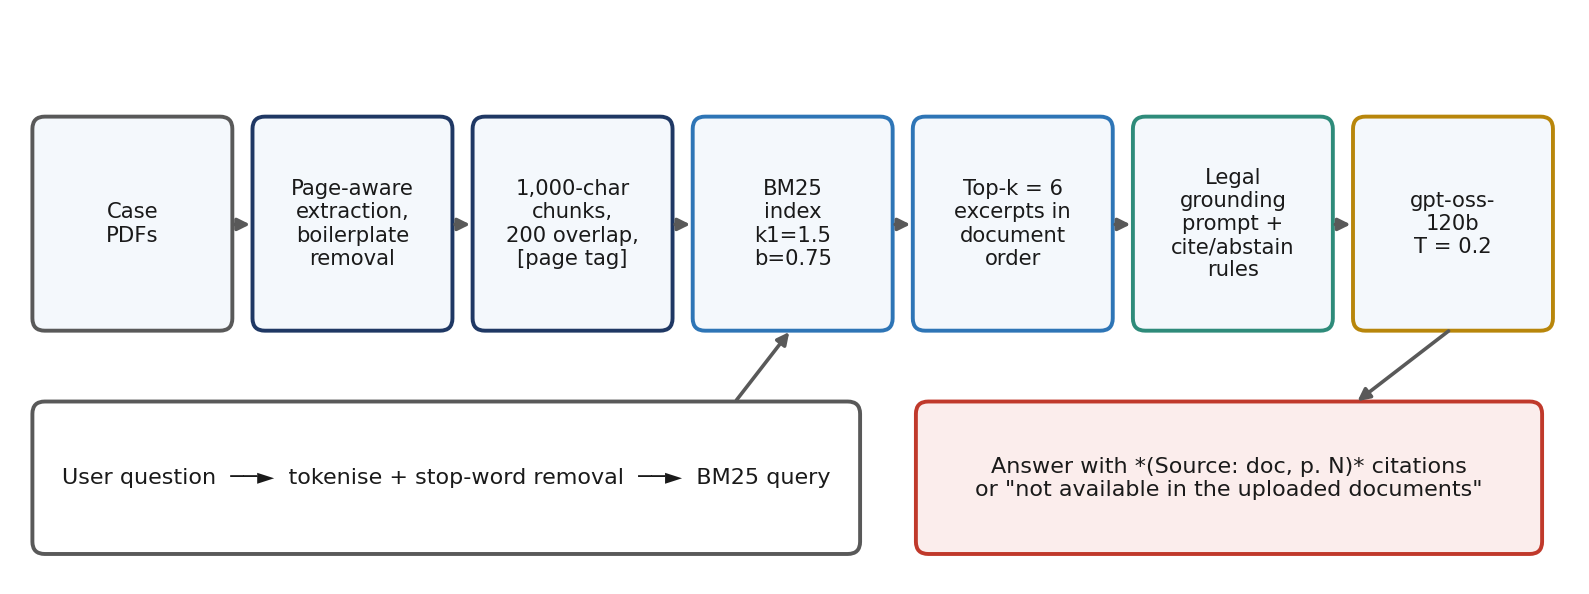 Case
PDFs
Page-aware
extraction,
boilerplate
removal
1,000-char
chunks,
200 overlap,
[page tag]
BM25
index
k1=1.5
b=0.75
Top-k = 6
excerpts in
document
order
Legal
grounding
prompt +
cite/abstain
rules
gpt-oss-
120b
T = 0.2
User question ──► tokenise + stop-word removal ──► BM25 query
Answer with *(Source: doc, p. N)* citations
or "not available in the uploaded documents"